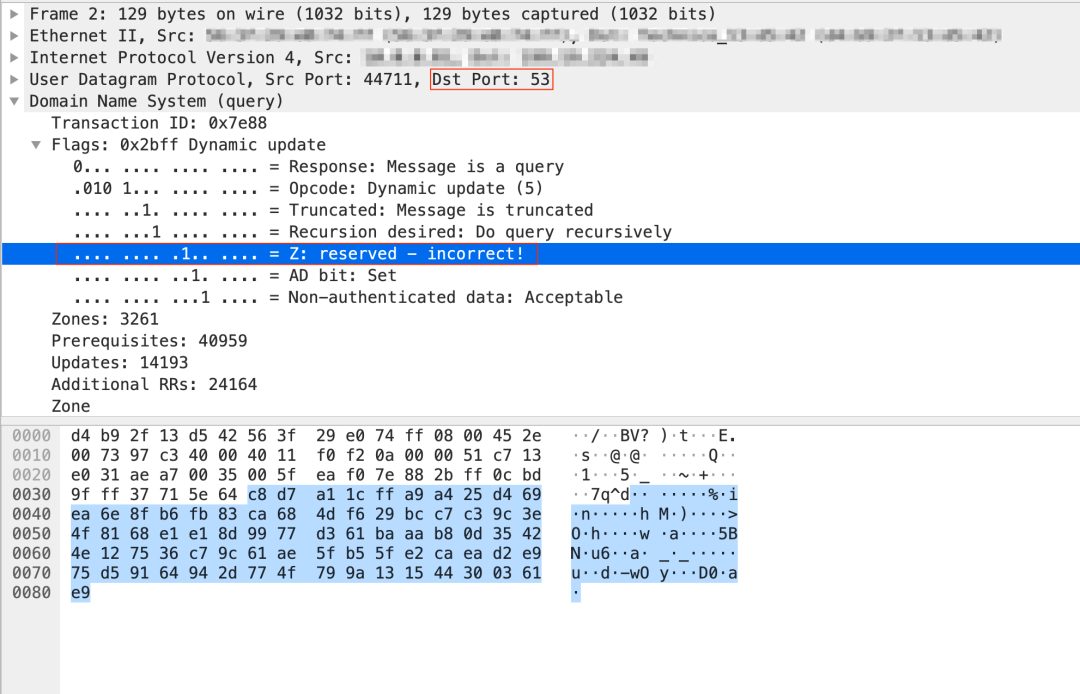 Frame 2: 129 bytes on wire (1032 bits), 129 bytes captured (1032 bits)
Ethernet II, Src:
Internet Protocol Version 4, Src:
User Datagram Protocol, Src Port: 44711, Dst Port: 53
Domain Name System (query)
Transaction ID: 0x7e88
Flags: 0x2bff Dynamic update
0... .... .... .... = Response: Message is a query
.010 1... .... .... = Opcode: Dynamic update (5)
.... ..1. .... .... = Truncated: Message is truncated
.... ...1 .... .... = Recursion desired: Do query recursively
.... .... .1.. .... = Z: reserved - incorrect!
.... .... ..1. .... = AD bit: Set
.... .... ...1 .... = Non-authenticated data: Acceptable
Zones: 3261
Prerequisites: 40959
Updates: 14193
Additional RRs: 24164
Zone
0000 d4 b9 2f 13 d5 42 56 3f 29 e0 74 ff 08 00 45 2e ··/··BV? )·t···E.
0010 00 73 97 c3 40 00 40 11 f0 f2 0a 00 00 51 c7 13 ·s··@·@· ·····Q··
0020 e0 31 ae a7 00 35 00 5f ea f0 7e 88 2b ff 0c bd ·1···5·_ ··~·+···
0030 9f ff 37 71 5e 64 c8 d7 a1 1c ff a9 a4 25 d4 69 ··7q^d·· ·····%·i
0040 ea 6e 8f b6 fb 83 ca 68 4d f6 29 bc c7 c3 9c 3e ·n·····h M·)····>
0050 4f 81 68 e1 e1 8d 99 77 d3 61 ba aa b8 0d 35 42 O·h····w ·a····5B
0060 4e 12 75 36 c7 9c 61 ae 5f b5 5f e2 ca ea d2 e9 N·u6··a· _·_·····
0070 75 d5 91 64 94 2d 77 4f 79 9a 13 15 44 30 03 61 u··d·-wO y···D0·a
0080 e9 ·